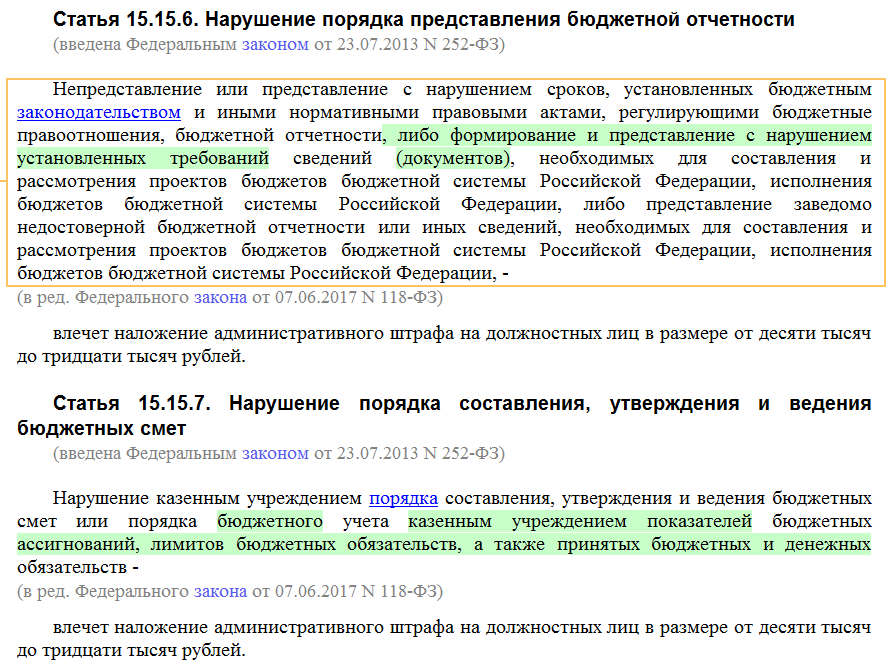 Статья 15.15.6. Нарушение порядка представления бюджетной отчетности
(введена Федеральным законом от 23.07.2013 N 252-ФЗ)
Непредставление или представление с нарушением сроков, установленных бюджетным
законодательством и иными нормативными правовыми актами, регулирующими бюджетные
правоотношения, бюджетной отчетности, либо формирование и представление с нарушением
установленных требований сведений (документов), необходимых для составления и
рассмотрения проектов бюджетов бюджетной системы Российской Федерации, исполнения
бюджетов бюджетной системы Российской Федерации, либо представление заведомо
недостоверной бюджетной отчетности или иных сведений, необходимых для составления и
рассмотрения проектов бюджетов бюджетной системы Российской Федерации, исполнения
бюджетов бюджетной системы Российской Федерации, -
(в ред. Федерального закона от 07.06.2017 N 118-ФЗ)
влечет наложение административного штрафа на должностных лиц в размере от десяти тысяч
до тридцати тысяч рублей.
Статья 15.15.7. Нарушение порядка составления, утверждения и ведения
бюджетных смет
(введена Федеральным законом от 23.07.2013 N 252-ФЗ)
Нарушение казенным учреждением порядка составления, утверждения и ведения бюджетных
смет или порядка бюджетного учета казенным учреждением показателей бюджетных
ассигнований, лимитов бюджетных обязательств, а также принятых бюджетных и денежных
обязательств -
(в ред. Федерального закона от 07.06.2017 N 118-ФЗ)
влечет наложение административного штрафа на должностных лиц в размере от десяти тысяч
до тридцати тысяч рублей.